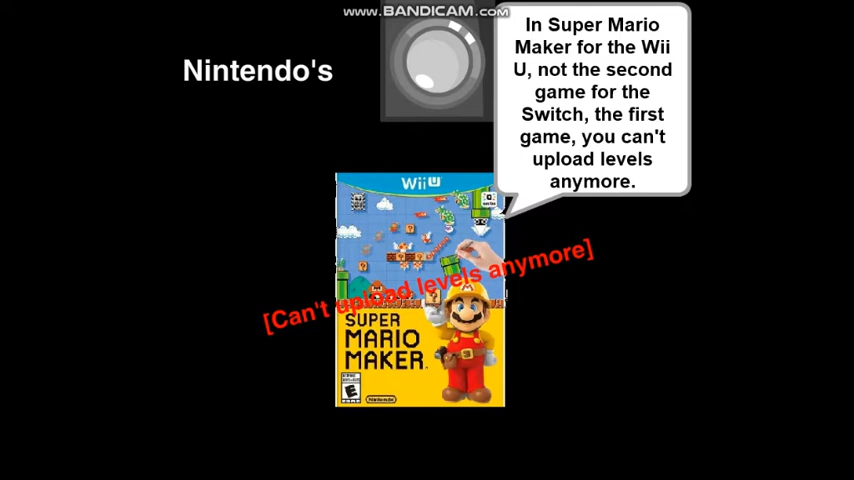 www.BANDICAM.com
In Super Mario
Maker for the Wii
U, not the second
game for the
Switch, the first
game, you can't
upload levels
anymore.
Nintendo's
Wii U
[Can't upload levels anymore]
SUPER
MARIO
MAKER
E
Nintendo